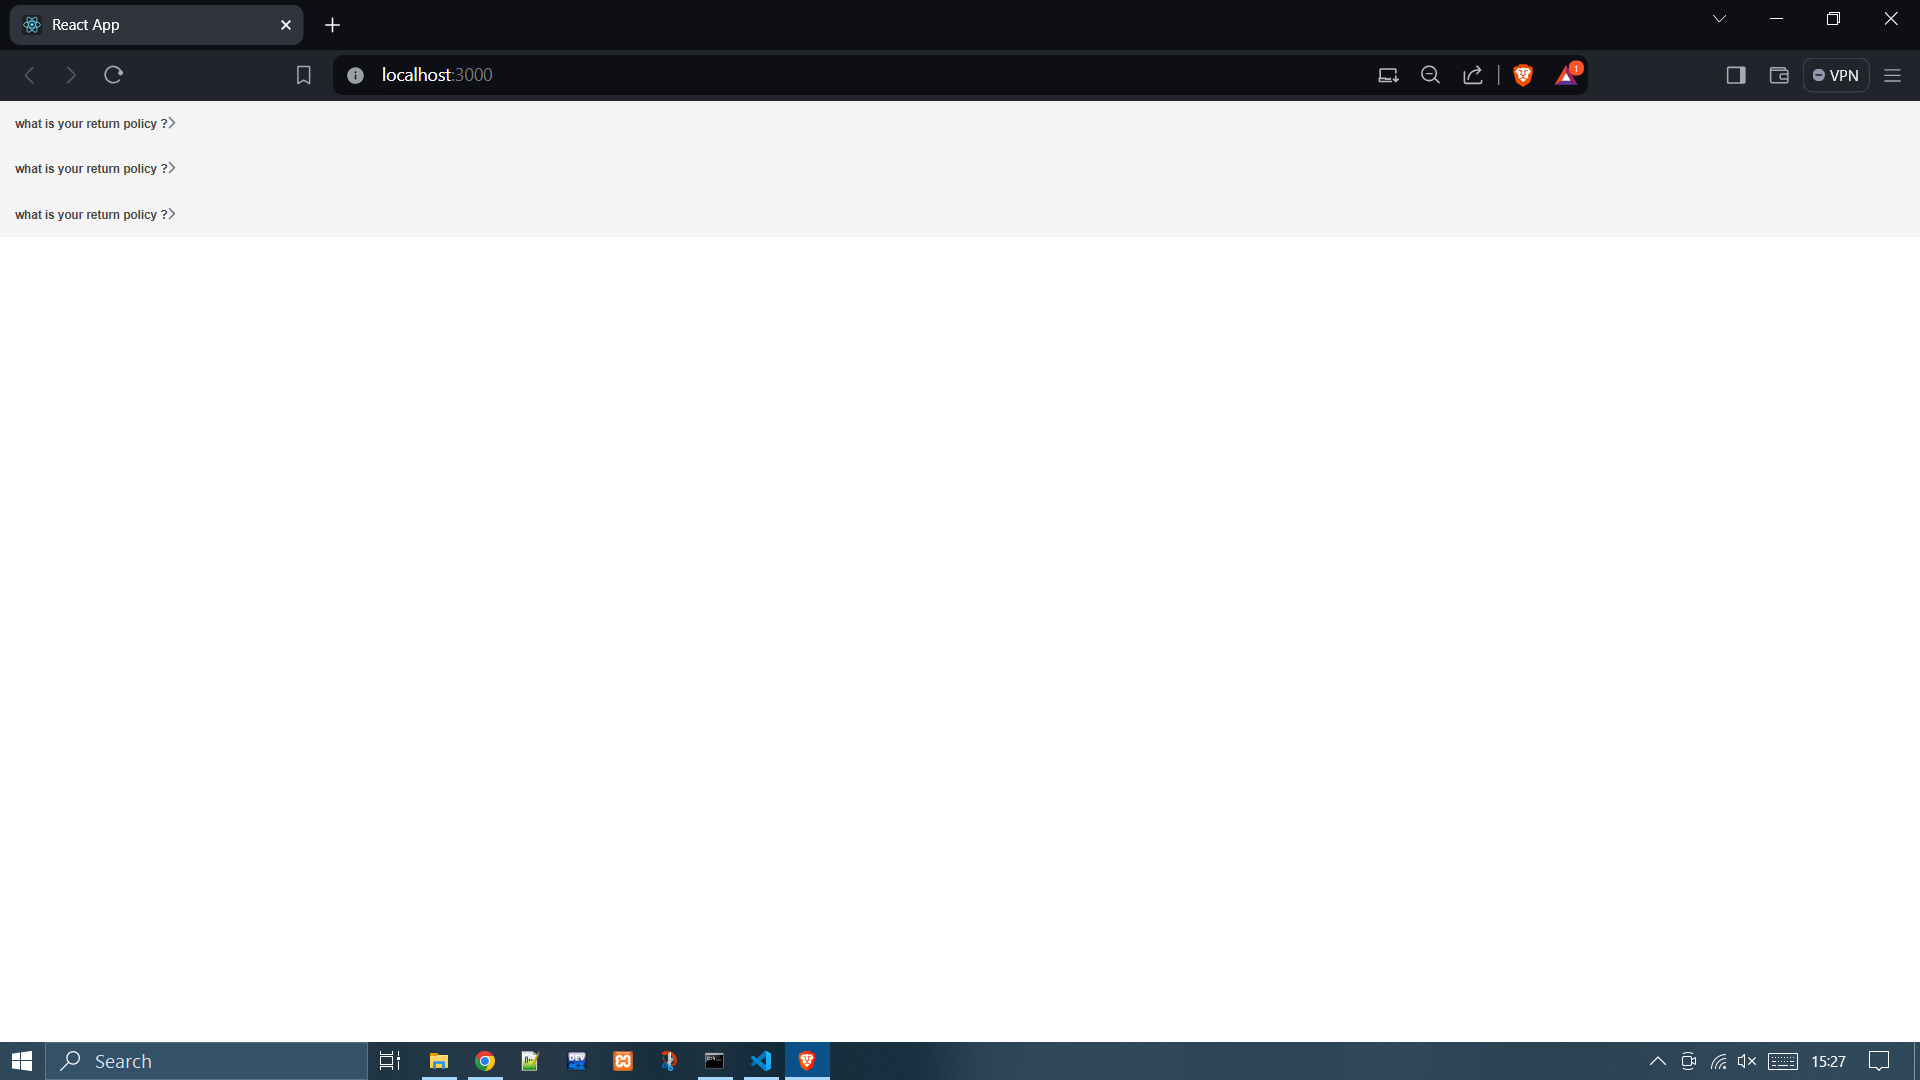 React App
localhost:3000
1
VPN
what is your return policy ?
what is your return policy ?
what is your return policy ?
Search
DEV
15:27